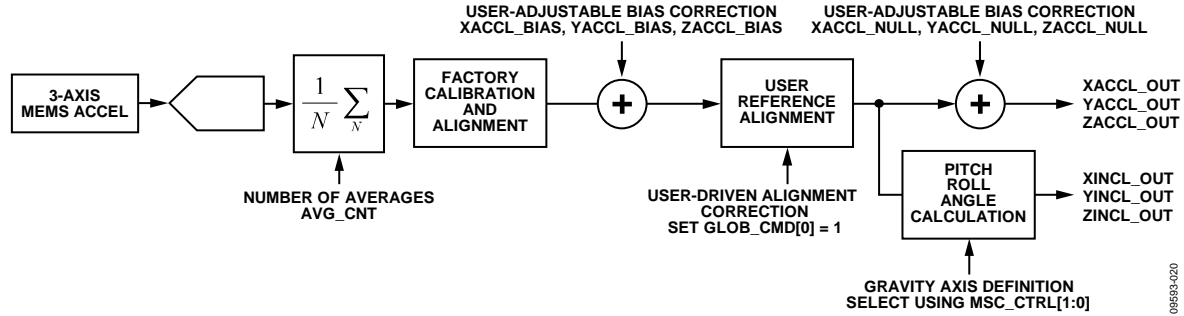 USER-ADJUSTABLE BIAS CORRECTION
XACCL_BIAS, YACCL_BIAS, ZACCL_BIAS
USER-ADJUSTABLE BIAS CORRECTION
XACCL_NULL, YACCL_NULL, ZACCL_NULL
3-AXIS
MEMS ACCEL
1
N
∑
N
FACTORY
CALIBRATION
AND
ALIGNMENT
+
USER
REFERENCE
ALIGNMENT
+
XACCL_OUT
YACCL_OUT
ZACCL_OUT
NUMBER OF AVERAGES
AVG_CNT
USER-DRIVEN ALIGNMENT
CORRECTION
SET GLOB_CMD[0] = 1
PITCH
ROLL
ANGLE
CALCULATION
XINCL_OUT
YINCL_OUT
ZINCL_OUT
GRAVITY AXIS DEFINITION
SELECT USING MSC_CTRL[1:0]
09593-020